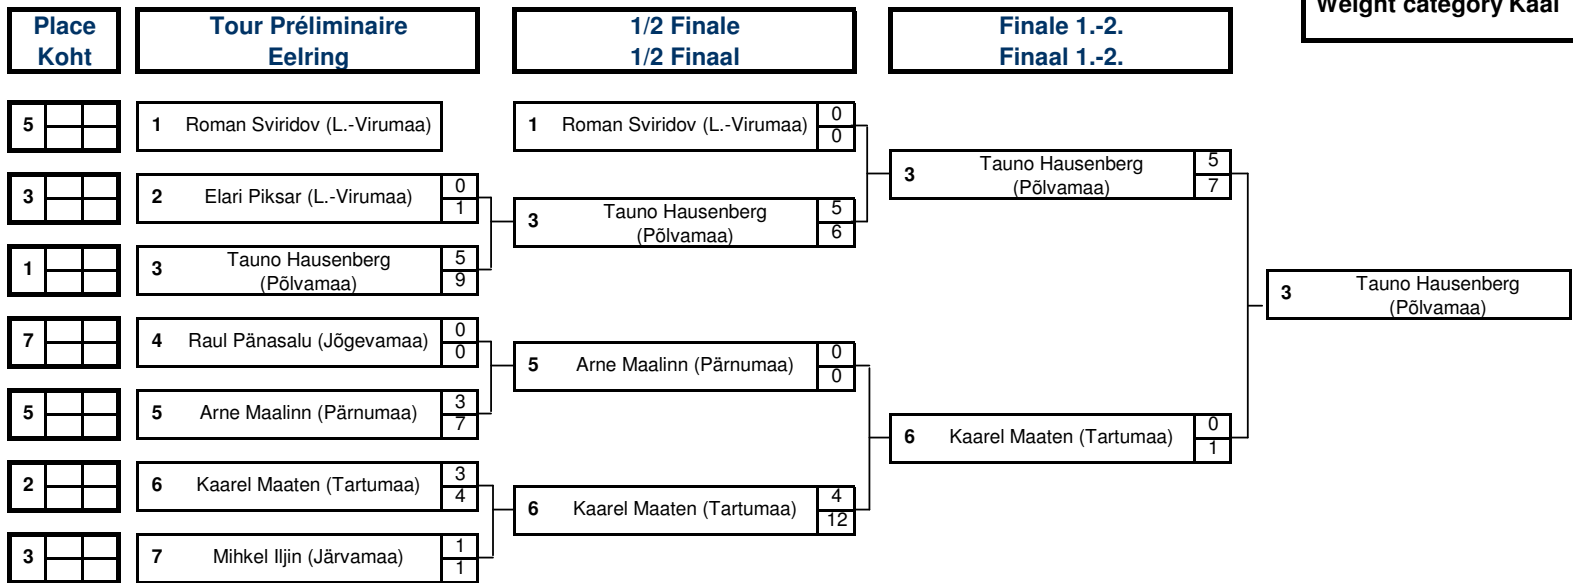 Weight category Kaal
Place
Koht
Tour Préliminaire
Eelring
1/2 Finale
1/2 Finaal
Finale 1.-2.
Finaal 1.-2.
5
1 Roman Sviridov (L.-Virumaa)
1 Roman Sviridov (L.-Virumaa)
0
0
3 Tauno Hausenberg
(Põlvamaa)
5
7
3
2 Elari Piksar (L.-Virumaa)
0
1
3 Tauno Hausenberg
(Põlvamaa)
5
6
1
3 Tauno Hausenberg
(Põlvamaa)
5
9
3 Tauno Hausenberg
(Põlvamaa)
7
4 Raul Pänasalu (Jõgevamaa)
0
0
5 Arne Maalinn (Pärnumaa)
0
0
5
5 Arne Maalinn (Pärnumaa)
3
7
6 Kaarel Maaten (Tartumaa)
0
1
2
6 Kaarel Maaten (Tartumaa)
3
4
6 Kaarel Maaten (Tartumaa)
4
12
3
7 Mihkel Iljin (Järvamaa)
1
1